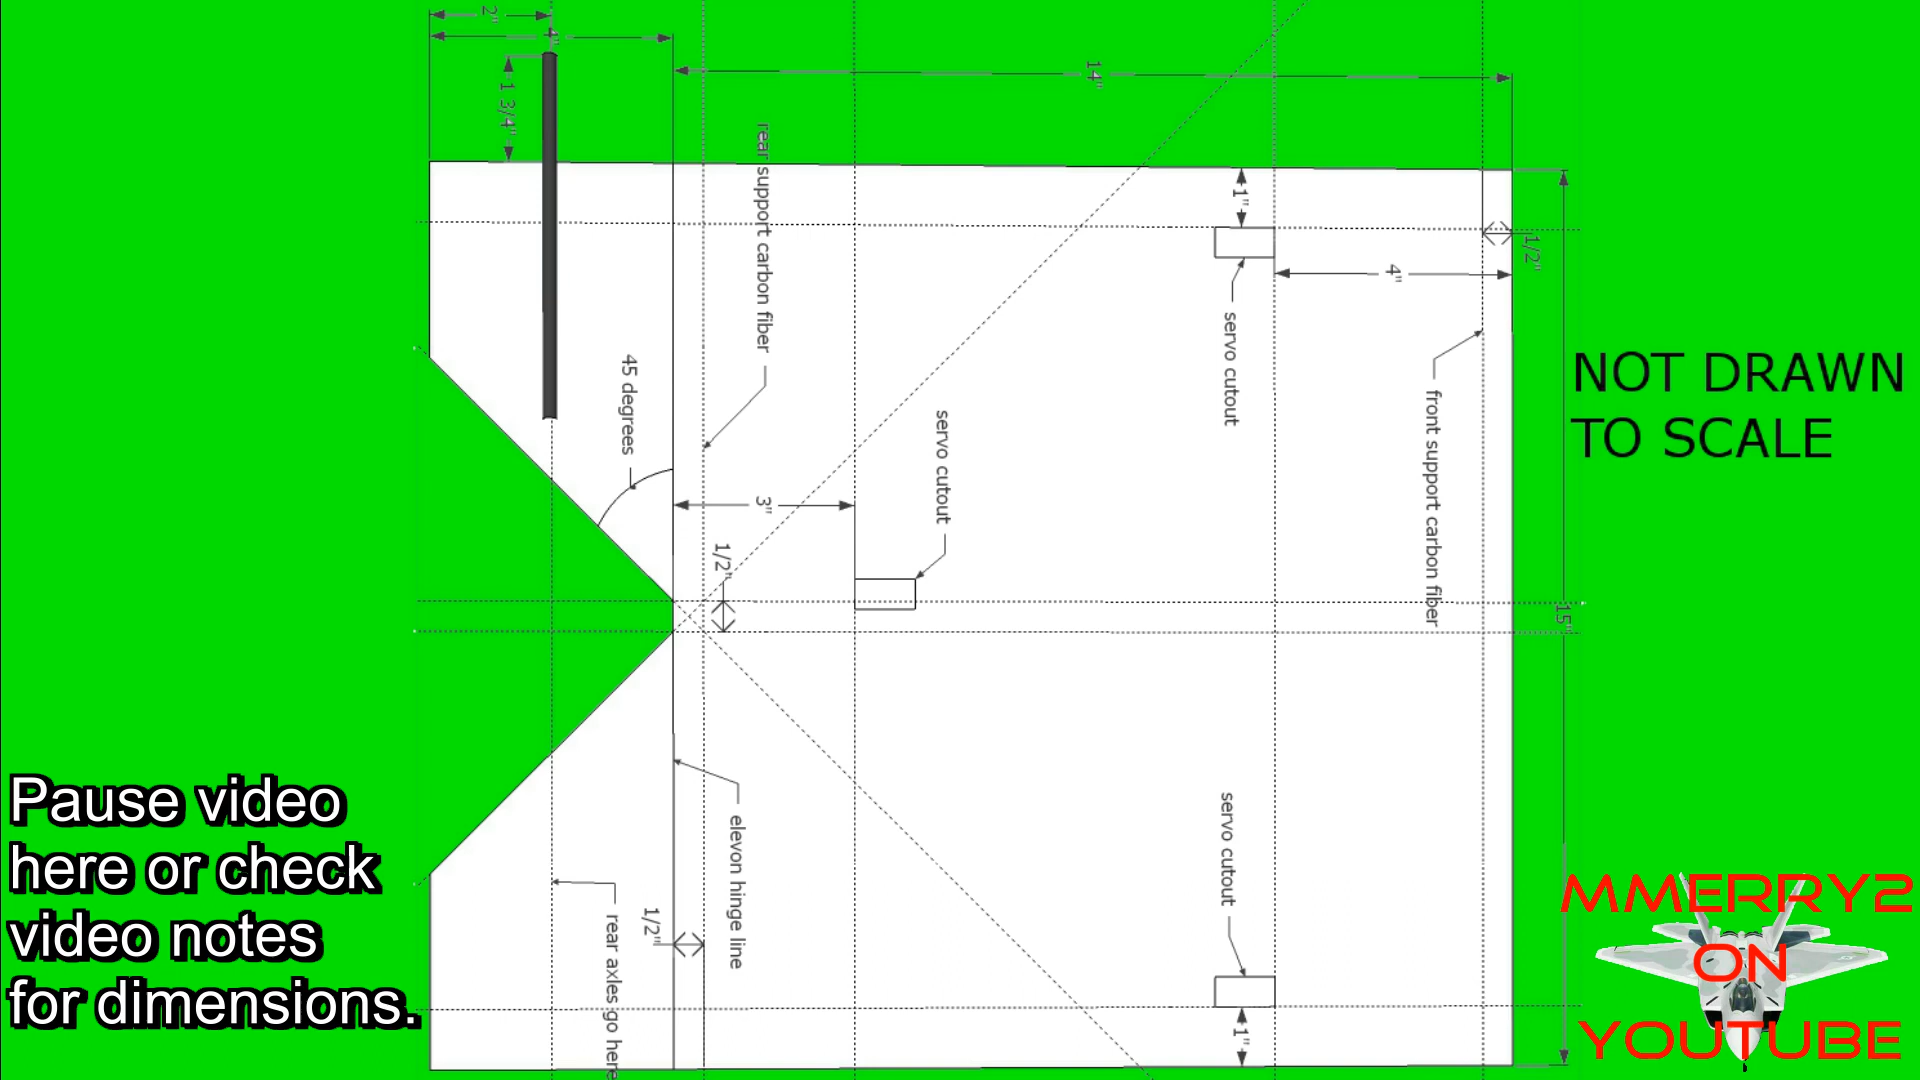 2"
4"
1 3/4"
14"
rear support carbon fiber
1"
1/2"
4"
servo cutout
45 degrees
servo cutout
front support carbon fiber
NOT DRAWN
TO SCALE
3"
1/2"
15"
elevon hinge line
servo cutout
1/2"
rear axles go here
1"
Pause video
here or check
video notes
for dimensions.
MMERRY2
ON
YOUTUBE